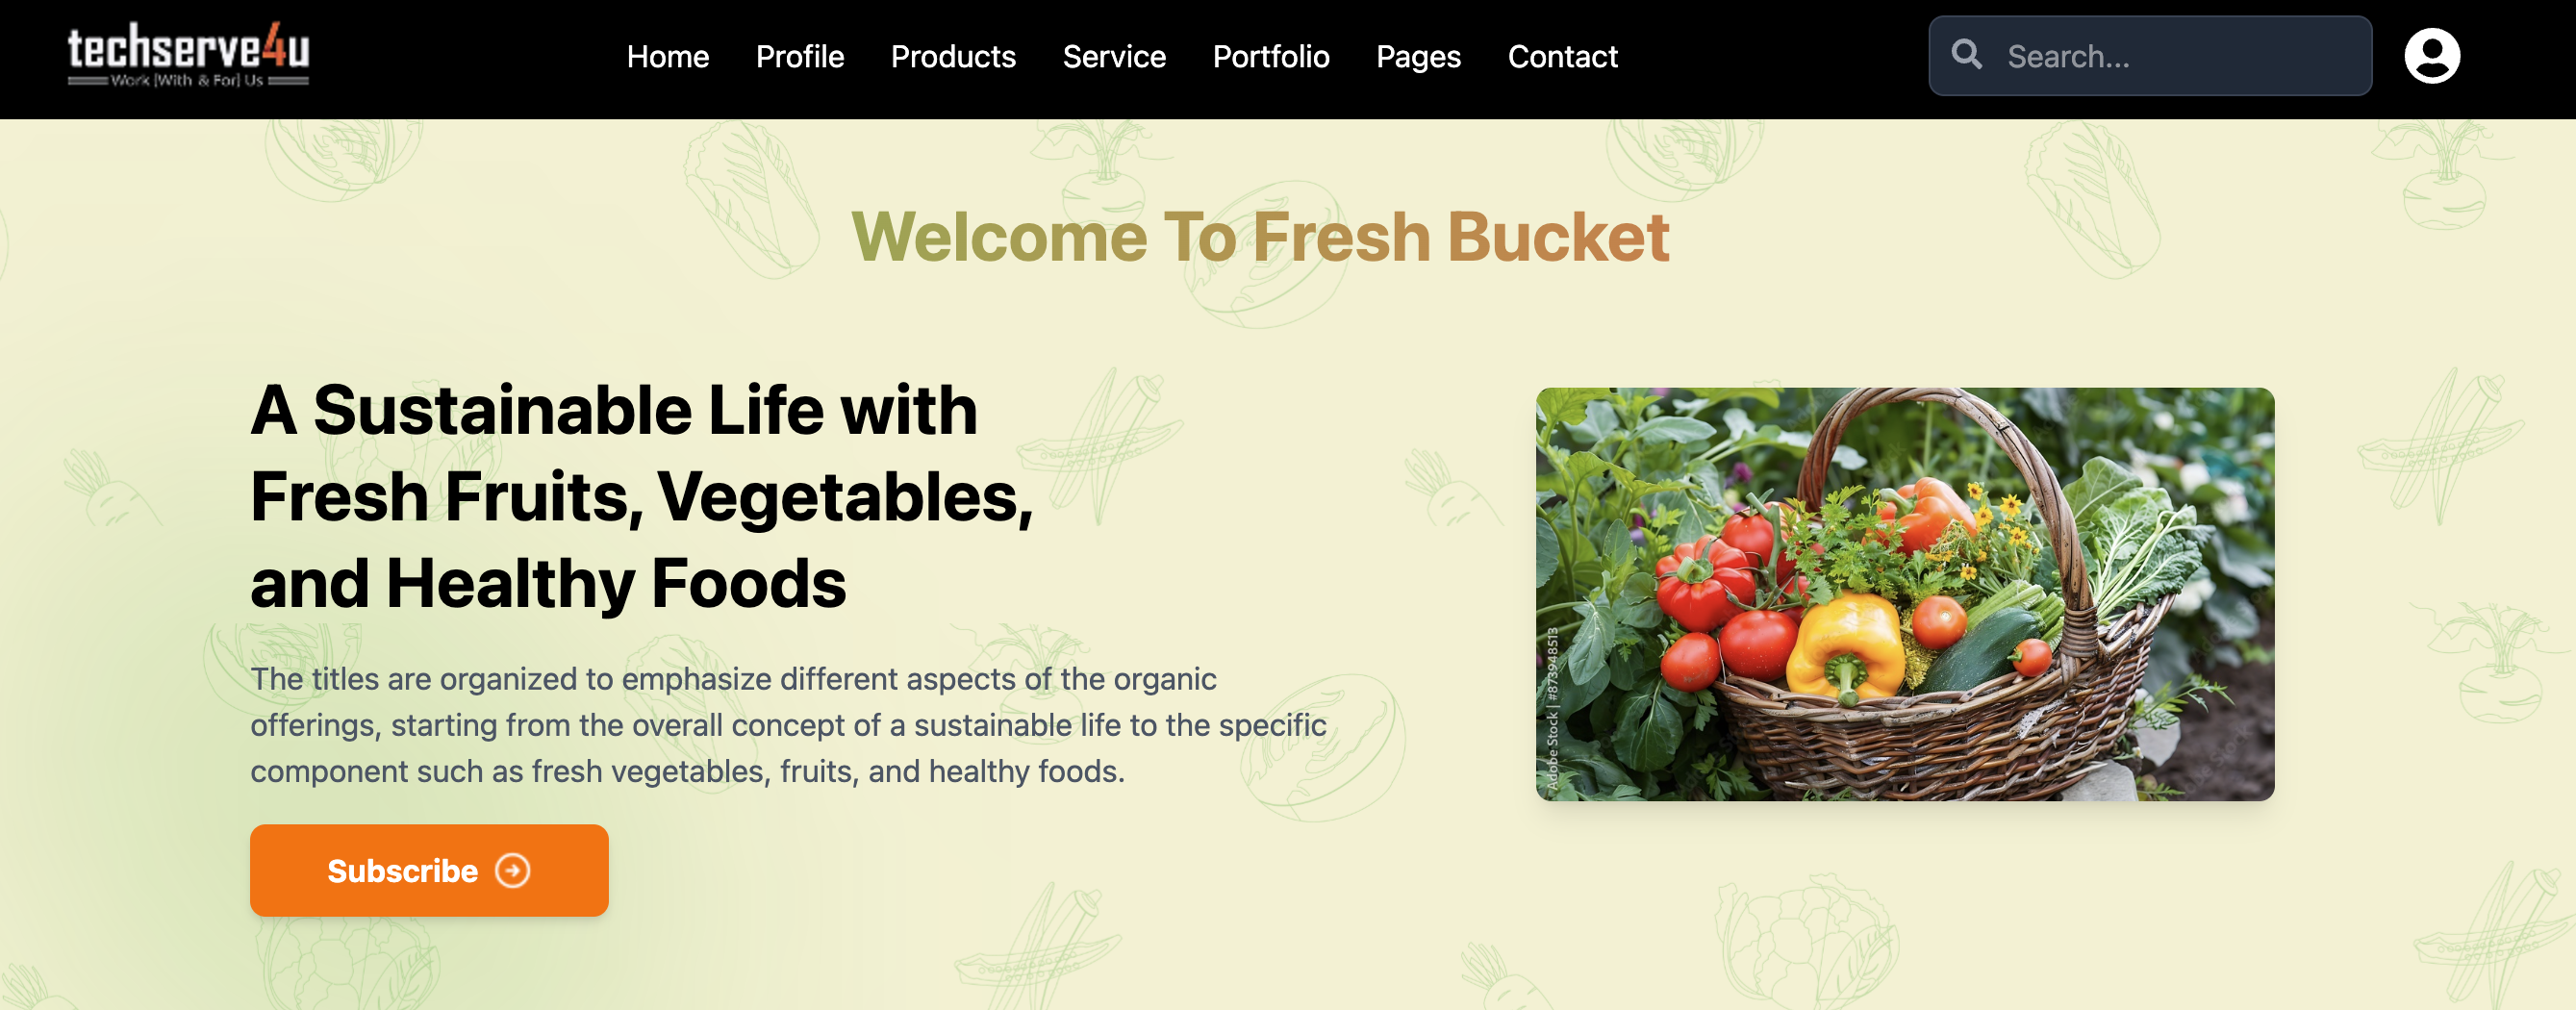 techserve4u
Work [With & For] Us
Home Profile Products Service Portfolio Pages Contact
Search...
Welcome To Fresh Bucket
A Sustainable Life with
Fresh Fruits, Vegetables,
and Healthy Foods
The titles are organized to emphasize different aspects of the organic
offerings, starting from the overall concept of a sustainable life to the specific
component such as fresh vegetables, fruits, and healthy foods.
Subscribe
Adobe Stock | #873948513